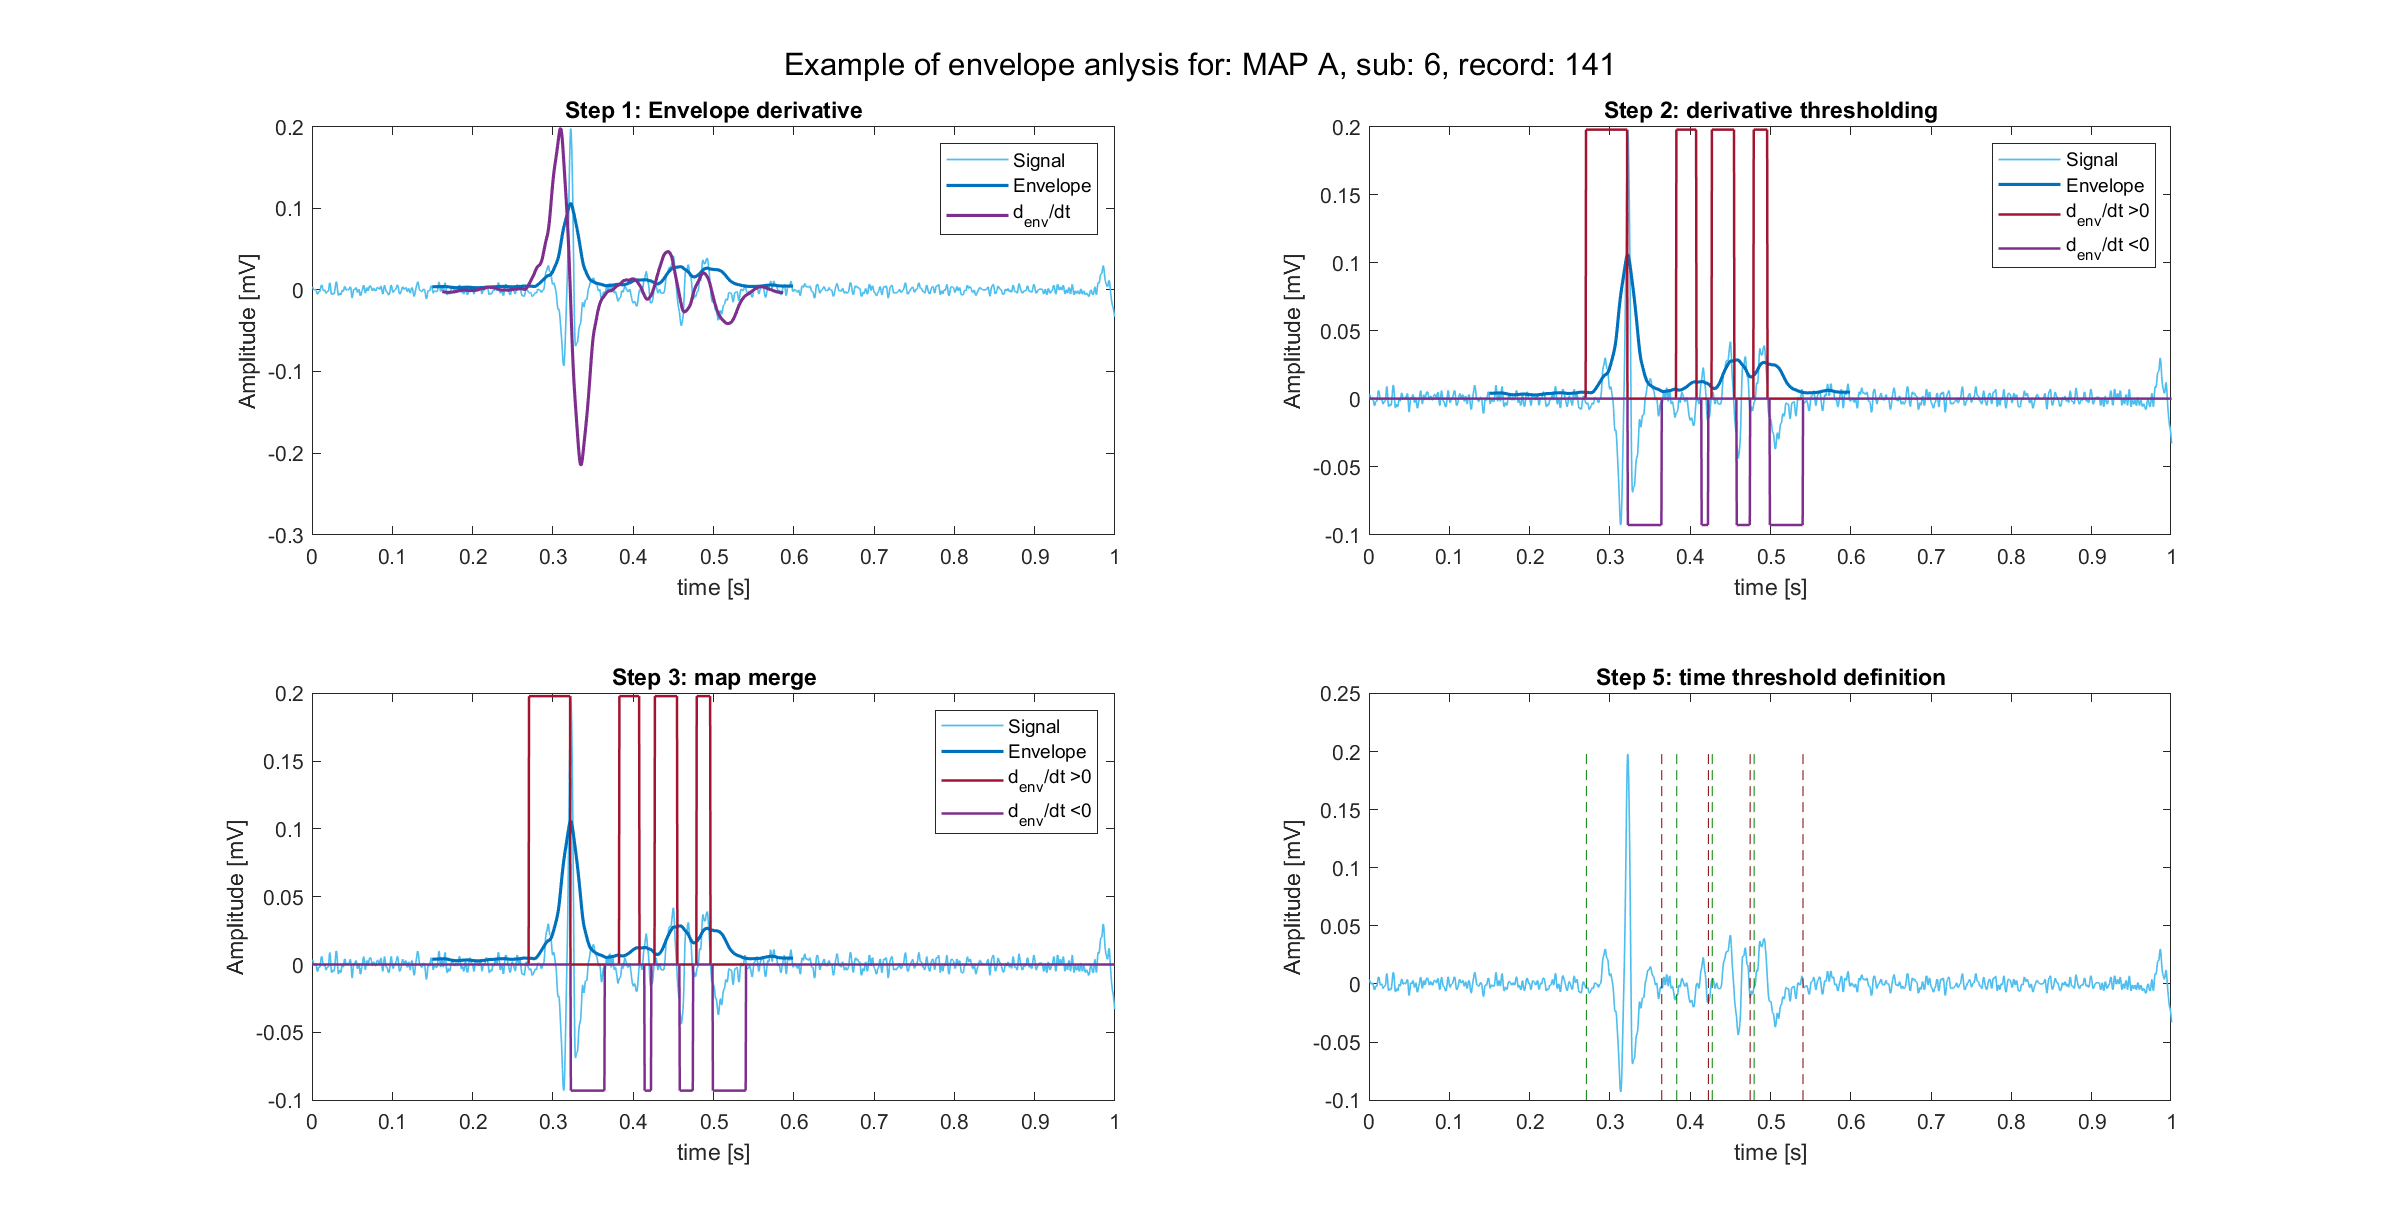 Example of envelope anlysis for: MAP A, sub: 6, record: 141
Step 1: Envelope derivative
0.2
0.1
0
-0.1
-0.2
-0.3
Amplitude [mV]
0 0.1 0.2 0.3 0.4 0.5 0.6 0.7 0.8 0.9 1
time [s]
Signal
Envelope
d_env/dt
Step 2: derivative thresholding
0.2
0.15
0.1
0.05
0
-0.05
-0.1
Amplitude [mV]
0 0.1 0.2 0.3 0.4 0.5 0.6 0.7 0.8 0.9 1
time [s]
Signal
Envelope
d_env/dt >0
d_env/dt <0
Step 3: map merge
0.2
0.15
0.1
0.05
0
-0.05
-0.1
Amplitude [mV]
0 0.1 0.2 0.3 0.4 0.5 0.6 0.7 0.8 0.9 1
time [s]
Signal
Envelope
d_env/dt >0
d_env/dt <0
Step 5: time threshold definition
0.25
0.2
0.15
0.1
0.05
0
-0.05
-0.1
Amplitude [mV]
0 0.1 0.2 0.3 0.4 0.5 0.6 0.7 0.8 0.9 1
time [s]